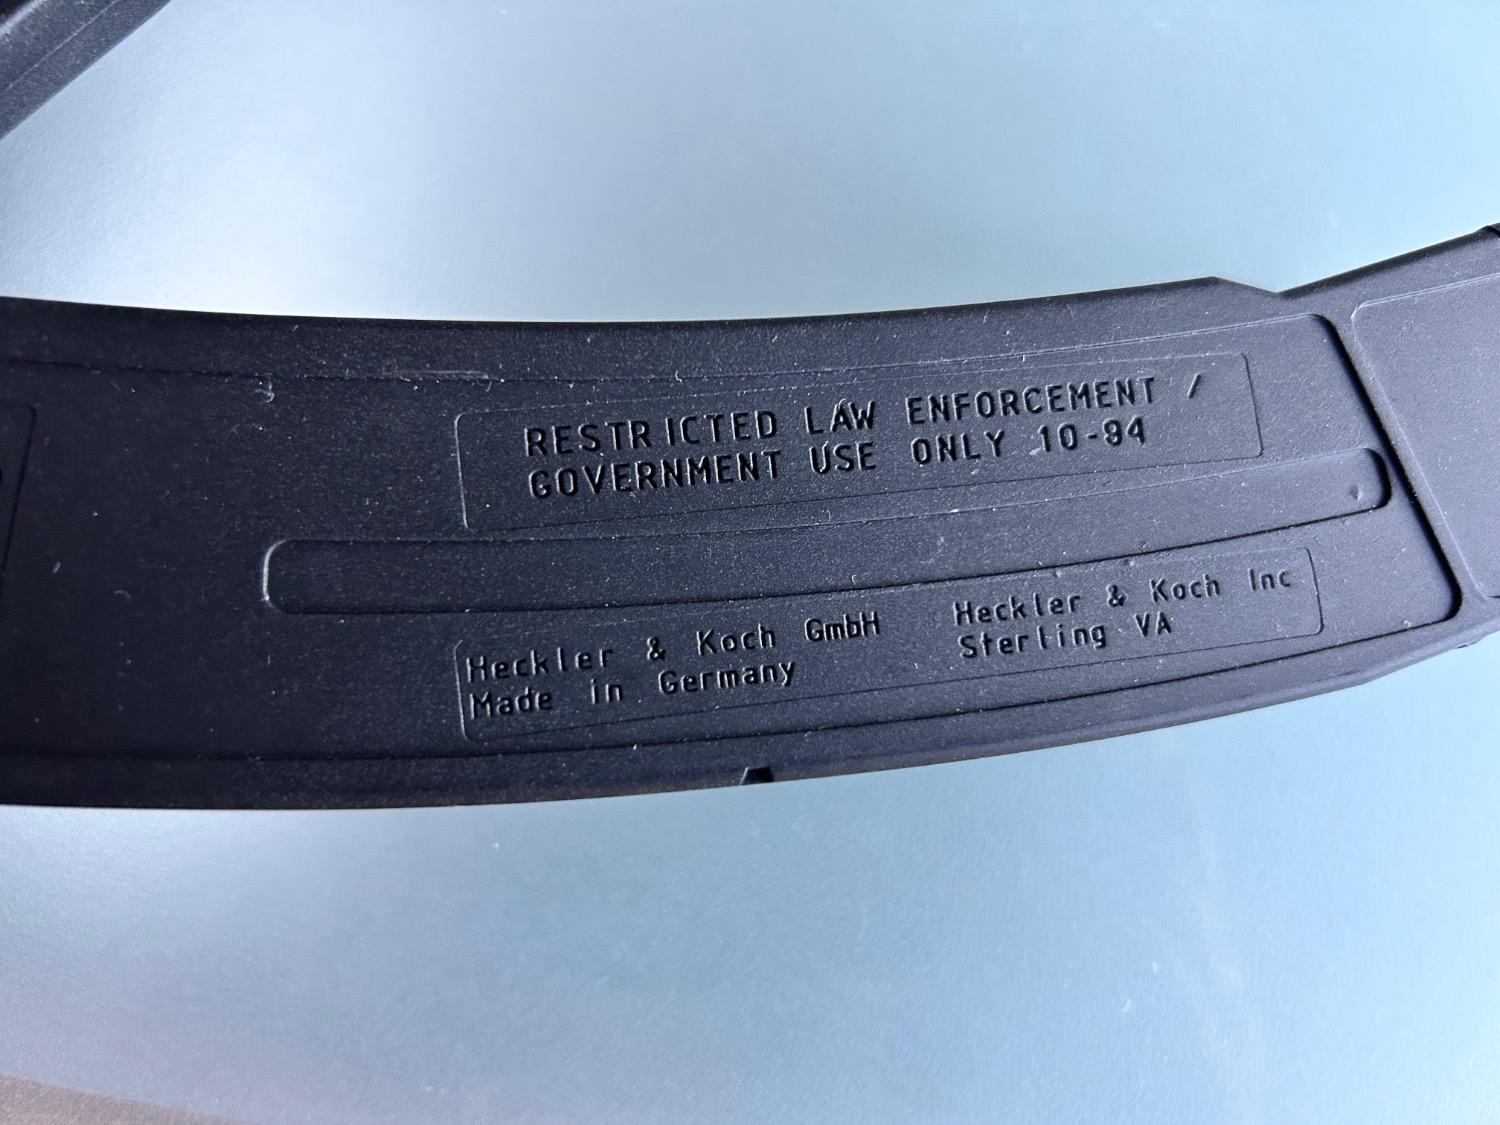 RESTRICTED LAW ENFORCEMENT /
GOVERNMENT USE ONLY 10-94
Heckler & Koch GmbH
Made in Germany
Heckler & Koch Inc
Sterling VA